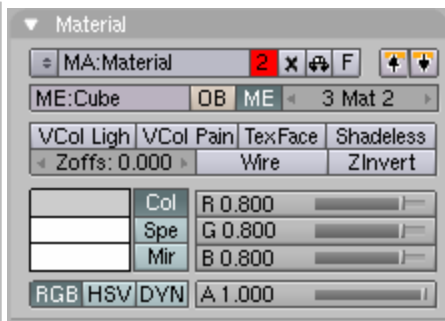 Material
MA:Material 2 X F
ME:Cube OB ME 3 Mat 2
VCol Ligh VCol Pain TexFace Shadeless
Zoffs: 0.000 Wire ZInvert
Col R 0.800
Spe G 0.800
Mir B 0.800
RGB HSV DYN A 1.000